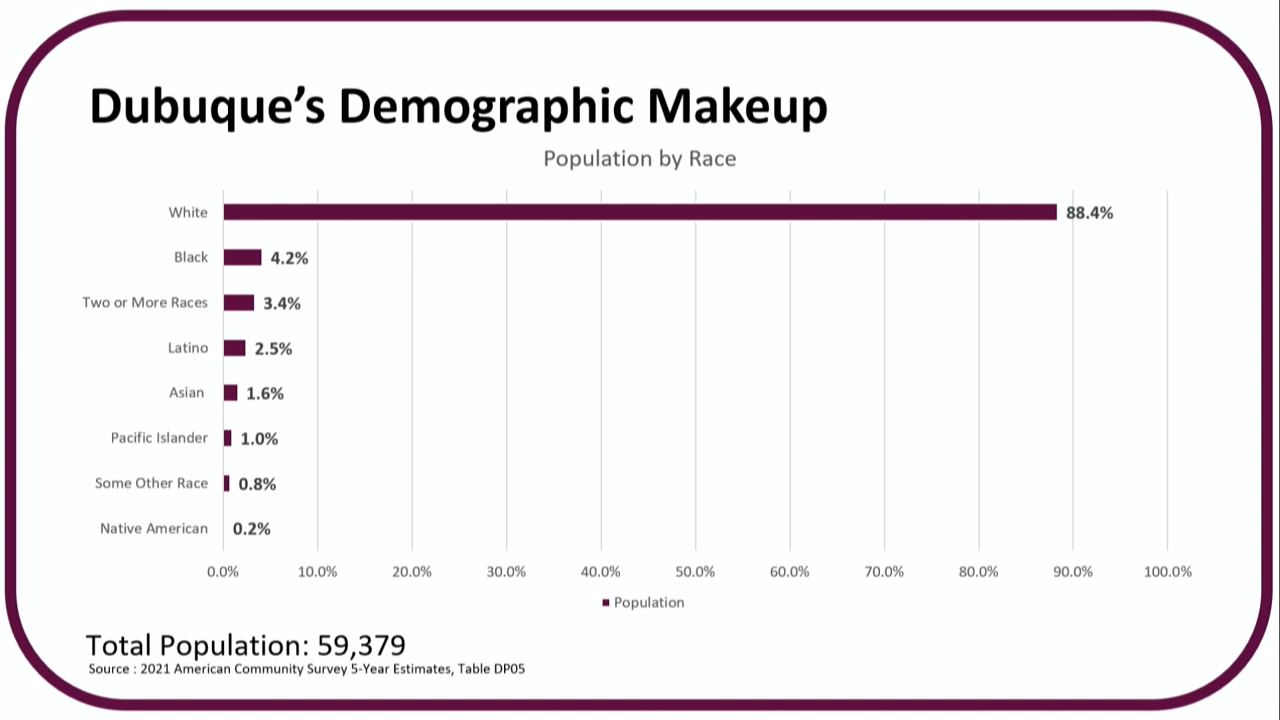 Dubuque’s Demographic Makeup
Population by Race
White 88.4%
Black 4.2%
Two or More Races 3.4%
Latino 2.5%
Asian 1.6%
Pacific Islander 1.0%
Some Other Race 0.8%
Native American 0.2%
0.0% 10.0% 20.0% 30.0% 40.0% 50.0% 60.0% 70.0% 80.0% 90.0% 100.0%
Population
Total Population: 59,379
Source : 2021 American Community Survey 5-Year Estimates, Table DP05